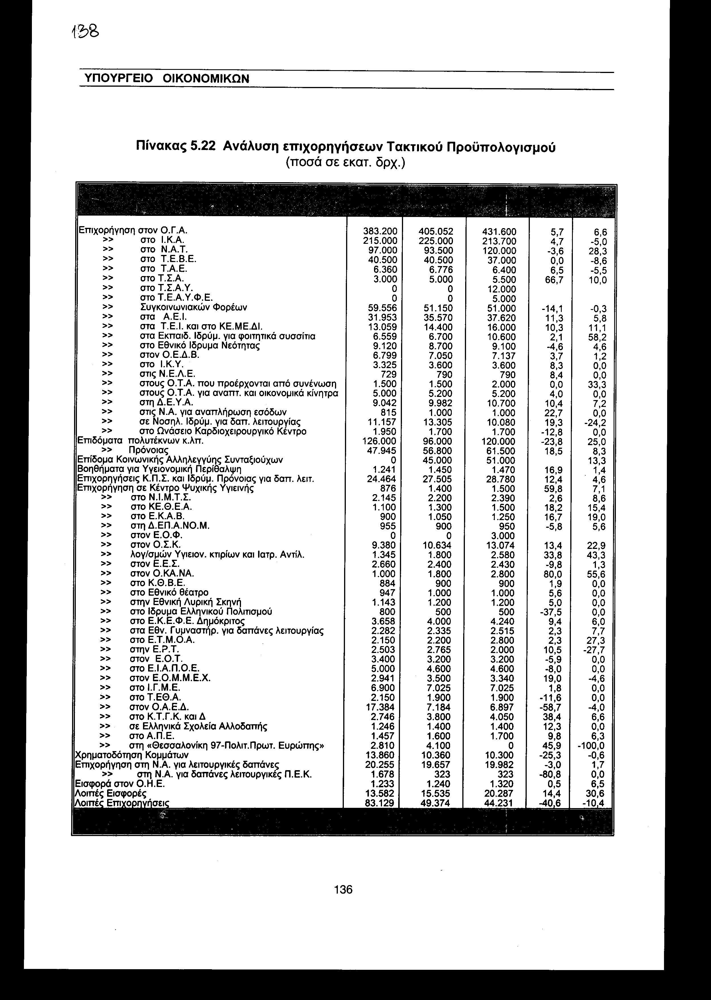 138
ΥΠΟΥΡΓΕΙΟ ΟΙΚΟΝΟΜΙΚΩΝ
Πίνακας 5.22 Ανάλυση επιχορηγήσεων Τακτικού Προϋπολογισμού
(ποσά σε εκατ. δρχ.)
Επιχορήγηση στον Ο.Γ.Α. 383.200 405.052 431.600 5,7 6,6
>> στο Ι.Κ.Α. 215.000 225.000 213.700 4,7 -5,0
>> στο Ν.Α.Τ. 97.000 93.500 120.000 -3,6 28,3
>> στο Τ.Ε.Β.Ε. 40.500 40.500 37.000 0,0 -8,6
>> στο Τ.Α.Ε. 6.360 6.776 6.400 6,5 -5,5
>> στο Τ.Σ.Α. 3.000 5.000 5.500 66,7 10,0
>> στο Τ.Σ.Α.Υ. 0 0 12.000
>> στο Τ.Ε.Α.Υ.Φ.Ε. 0 0 5.000
>> Συγκοινωνιακών Φορέων 59.556 51.150 51.000 -14,1 -0,3
>> στα Α.Ε.Ι. 31.953 35.570 37.620 11,3 5,8
>> στα Τ.Ε.Ι. και στο ΚΕ.ΜΕ.ΔΙ. 13.059 14.400 16.000 10,3 11,1
>> στα Εκπαιδ. Ιδρύμ. για φοιτητικά συσσίτια 6.559 6.700 10.600 2,1 58,2
>> στο Εθνικό Ιδρυμα Νεότητας 9.120 8.700 9.100 -4,6 4,6
>> στον Ο.Ε.Δ.Β. 6.799 7.050 7.137 3,7 1,2
>> στο Ι.Κ.Υ. 3.325 3.600 3.600 8,3 0,0
>> στις Ν.Ε.Λ.Ε. 729 790 790 8,4 0,0
>> στους Ο.Τ.Α. που προέρχονται από συνένωση 1.500 1.500 2.000 0,0 33,3
>> στους Ο.Τ.Α. για αναπτ. και οικονομικά κίνητρα 5.000 5.200 5.200 4,0 0,0
>> στη Δ.Ε.Υ.Α. 9.042 9.982 10.700 10,4 7,2
>> στις Ν.Α. για αναπλήρωση εσόδων 815 1.000 1.000 22,7 0,0
>> σε Νοσηλ. Ιδρύμ. για δαπ. λειτουργίας 11.157 13.305 10.080 19,3 -24,2
>> στο Ωνάσειο Καρδιοχειρουργικό Κέντρο 1.950 1.700 1.700 -12,8 0,0
Επιδόματα πολυτέκνων κ.λπ. 126.000 96.000 120.000 -23,8 25,0
>> Πρόνοιας 47.945 56.800 61.500 18,5 8,3
Επίδομα Κοινωνικής Αλληλεγγύης Συνταξιούχων 0 45.000 51.000 13,3
Βοηθήματα για Υγειονομική Περίθαλψη 1.241 1.450 1.470 16,9 1,4
Επιχορηγήσεις Κ.Π.Σ. και Ιδρύμ. Πρόνοιας για δαπ. λειτ. 24.464 27.505 28.780 12,4 4,6
Επιχορήγηση σε Κέντρο Ψυχικής Υγιεινής 876 1.400 1.500 59,8 7,1
>> στο Ν.Ι.Μ.Τ.Σ. 2.145 2.200 2.390 2,6 8,6
>> στο ΚΕ.Θ.Ε.Α. 1.100 1.300 1.500 18,2 15,4
>> στο Ε.Κ.Α.Β. 900 1.050 1.250 16,7 19,0
>> στη Δ.ΕΠ.Α.ΝΟ.Μ. 955 900 950 -5,8 5,6
>> στον Ε.Ο.Φ. 0 0 3.000
>> στον Ο.Σ.Κ. 9.380 10.634 13.074 13,4 22,9
>> λογ/σμών Υγιειον. κτιρίων και Ιατρ. Αντίλ. 1.345 1.800 2.580 33,8 43,3
>> στον Ε.Ε.Σ. 2.660 2.400 2.430 -9,8 1,3
>> στον Ο.ΚΑ.ΝΑ. 1.000 1.800 2.800 80,0 55,6
>> στο Κ.Θ.Β.Ε. 884 900 900 1,9 0,0
>> στο Εθνικό θέατρο 947 1.000 1.000 5,6 0,0
>> στην Εθνική Λυρική Σκηνή 1.143 1.200 1.200 5,0 0,0
>> στο Ιδρυμα Ελληνικού Πολιτισμού 800 500 500 -37,5 0,0
>> στο Ε.Κ.Ε.Φ.Ε. Δημόκριτος 3.658 4.000 4.240 9,4 6,0
>> στα Εθν. Γυμναστήρ. για δαπάνες λειτουργίας 2.282 2.335 2.515 2,3 7,7
>> στο Ε.Τ.Μ.Ο.Α. 2.150 2.200 2.800 2,3 27,3
>> στην Ε.Ρ.Τ. 2.503 2.765 2.000 10,5 -27,7
>> στον Ε.Ο.Τ. 3.400 3.200 3.200 -5,9 0,0
>> στο Ε.Ι.Α.Π.Ο.Ε. 5.000 4.600 4.600 -8,0 0,0
>> στον Ε.Ο.Μ.Μ.Ε.Χ. 2.941 3.500 3.340 19,0 -4,6
>> στο Ι.Γ.Μ.Ε. 6.900 7.025 7.025 1,8 0,0
>> στο Τ.ΕΘ.Α. 2.150 1.900 1.900 -11,6 0,0
>> στον Ο.Α.Ε.Δ. 17.384 7.184 6.897 -58,7 -4,0
>> στο Κ.Τ.Γ.Κ. και Δ 2.746 3.800 4.050 38,4 6,6
>> σε Ελληνικά Σχολεία Αλλοδαπής 1.246 1.400 1.400 12,3 0,0
>> στο Α.Π.Ε. 1.457 1.600 1.700 9,8 6,3
>> στη «Θεσσαλονίκη 97-Πολιτ.Πρωτ. Ευρώπης» 2.810 4.100 0 45,9 -100,0
Χρηματοδότηση Κομμάτων 13.860 10.360 10.300 -25,3 -0,6
Επιχορήγηση στη Ν.Α. για λειτουργικές δαπάνες 20.255 19.657 19.982 -3,0 1,7
>> στη Ν.Α. για δαπάνες λειτουργικές Π.Ε.Κ. 1.678 323 323 -80,8 0,0
Εισφορά στον Ο.Η.Ε. 1.233 1.240 1.320 0,5 6,5
Λοιπές Εισφορές 13.582 15.535 20.287 14,4 30,6
Λοιπές Επιχορηγήσεις 83.129 49.374 44.231 -40,6 -10,4
136